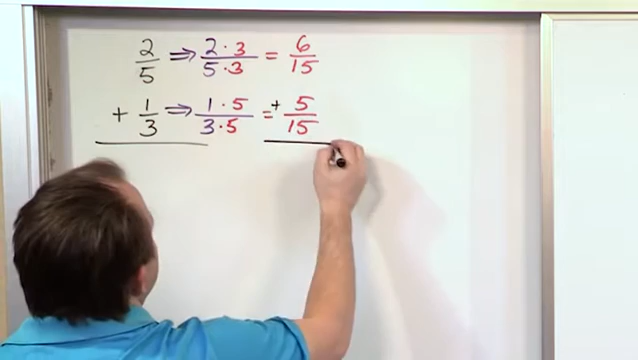 2/5 ⇒ 2·3/5·3 = 6/15
+ 1/3 ⇒ 1·5/3·5 = + 5/15